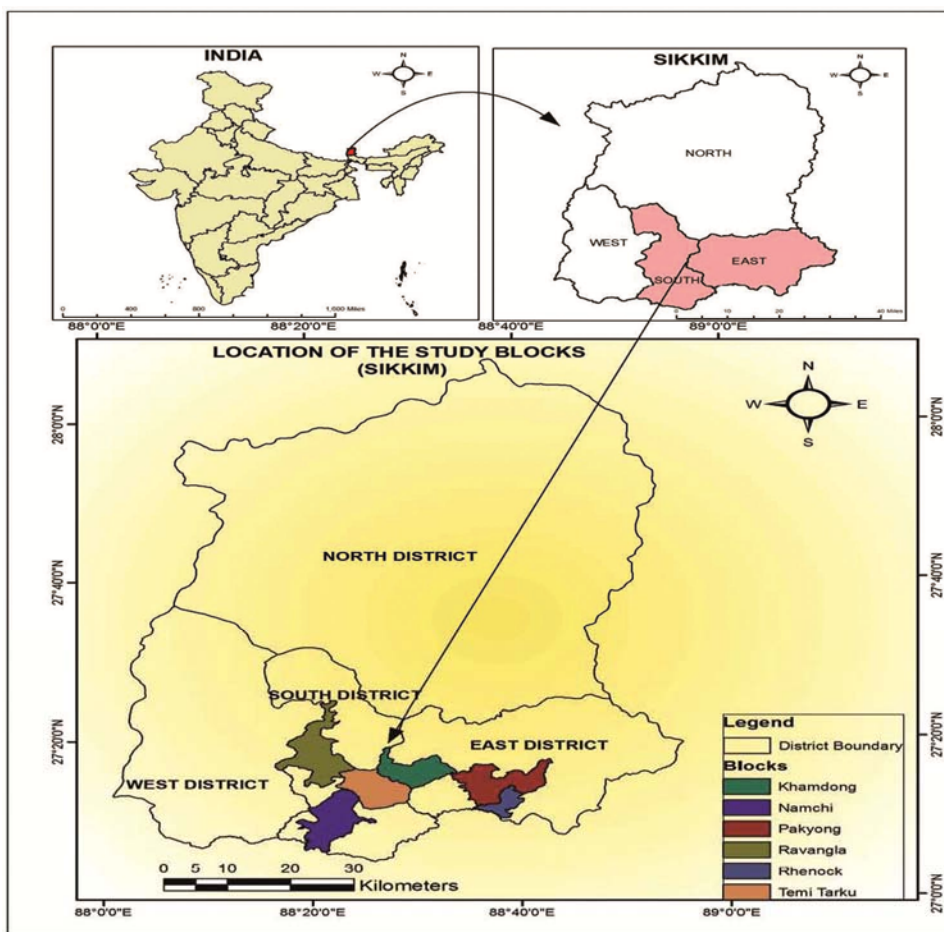 INDIA
N
W E
S
0 400 800 1,600 Miles
SIKKIM
N
W E
S
NORTH
WEST
EAST
SOUTH
0 10 20 40 Miles
88°0'0"E 88°20'0"E 88°40'0"E 89°0'0"E
LOCATION OF THE STUDY BLOCKS
(SIKKIM)
N
W E
S
28°0'0"N
28°0'0"N
NORTH DISTRICT
27°40'0"N
27°40'0"N
SOUTH DISTRICT
27°20'0"N
EAST DISTRICT
27°20'0"N
WEST DISTRICT
Legend
District Boundary
Blocks
Khamdong
Namchi
Pakyong
Ravangla
Rhenock
Temi Tarku
0 5 10 20 30
Kilometers
27°0'0"N
88°0'0"E 88°20'0"E 88°40'0"E 89°0'0"E